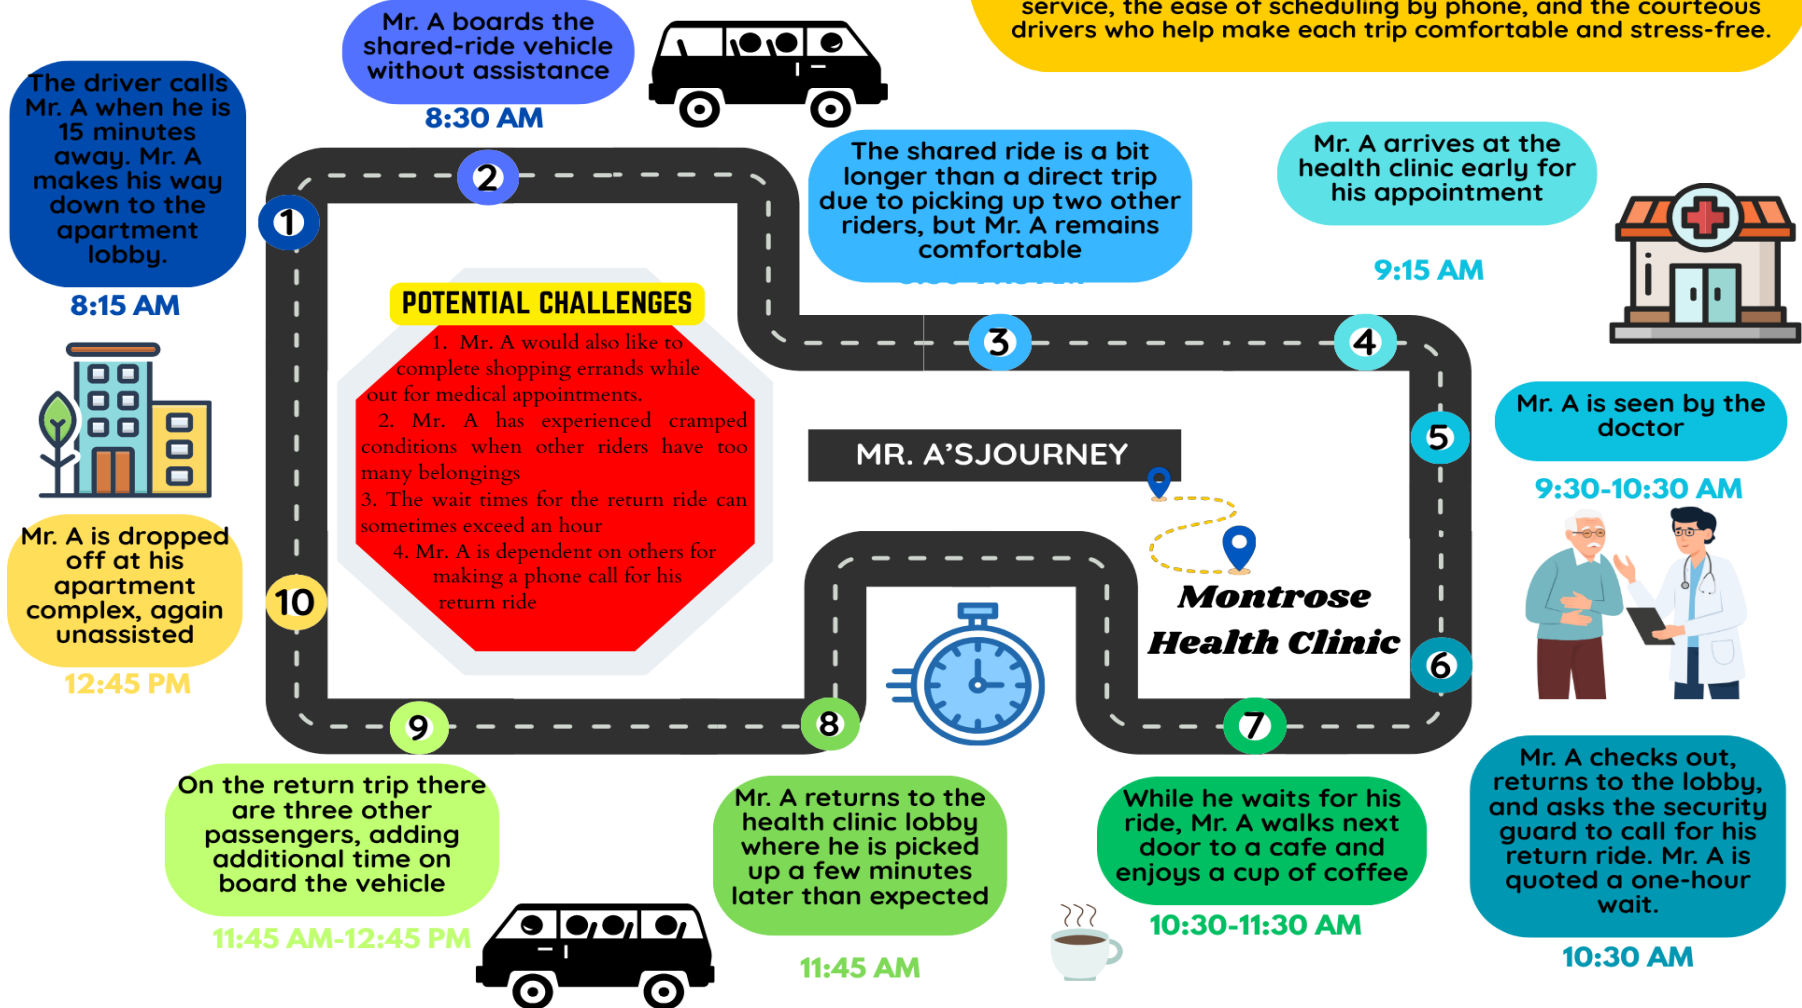 service, the ease of scheduling by phone, and the courteous
drivers who help make each trip comfortable and stress-free.
The driver calls
Mr. A when he is
15 minutes
away. Mr. A
makes his way
down to the
apartment
lobby.
8:15 AM
1
Mr. A boards the
shared-ride vehicle
without assistance
8:30 AM
2
The shared ride is a bit
longer than a direct trip
due to picking up two other
riders, but Mr. A remains
comfortable
3
Mr. A arrives at the
health clinic early for
his appointment
9:15 AM
4
Mr. A is seen by the
doctor
9:30-10:30 AM
5
POTENTIAL CHALLENGES
1. Mr. A would also like to
complete shopping errands while
out for medical appointments.
2. Mr. A has experienced cramped
conditions when other riders have too
many belongings
3. The wait times for the return ride can
sometimes exceed an hour
4. Mr. A is dependent on others for
making a phone call for his
return ride
MR. A'SJOURNEY
Montrose
Health Clinic
6
Mr. A checks out,
returns to the lobby,
and asks the security
guard to call for his
return ride. Mr. A is
quoted a one-hour
wait.
10:30 AM
7
While he waits for his
ride, Mr. A walks next
door to a cafe and
enjoys a cup of coffee
10:30-11:30 AM
8
Mr. A returns to the
health clinic lobby
where he is picked
up a few minutes
later than expected
11:45 AM
9
On the return trip there
are three other
passengers, adding
additional time on
board the vehicle
11:45 AM-12:45 PM
10
Mr. A is dropped
off at his
apartment
complex, again
unassisted
12:45 PM